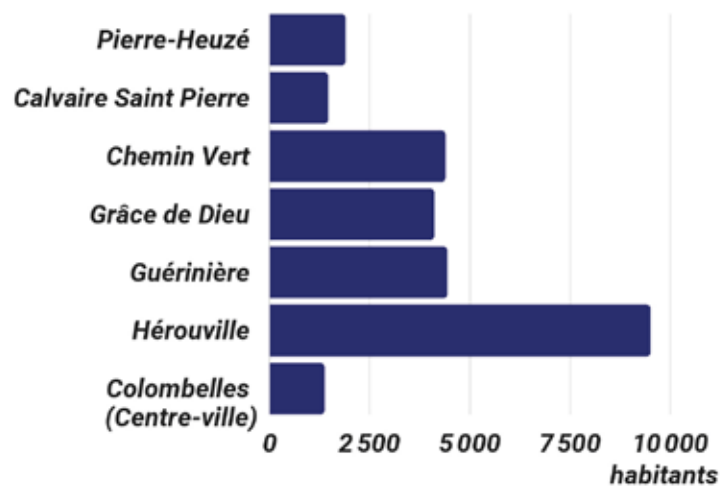 Pierre-Heuzé
Calvaire Saint Pierre
Chemin Vert
Grâce de Dieu
Guérinière
Hérouville
Colombelles
(Centre-ville)
0 2 500 5 000 7 500 10 000
habitants